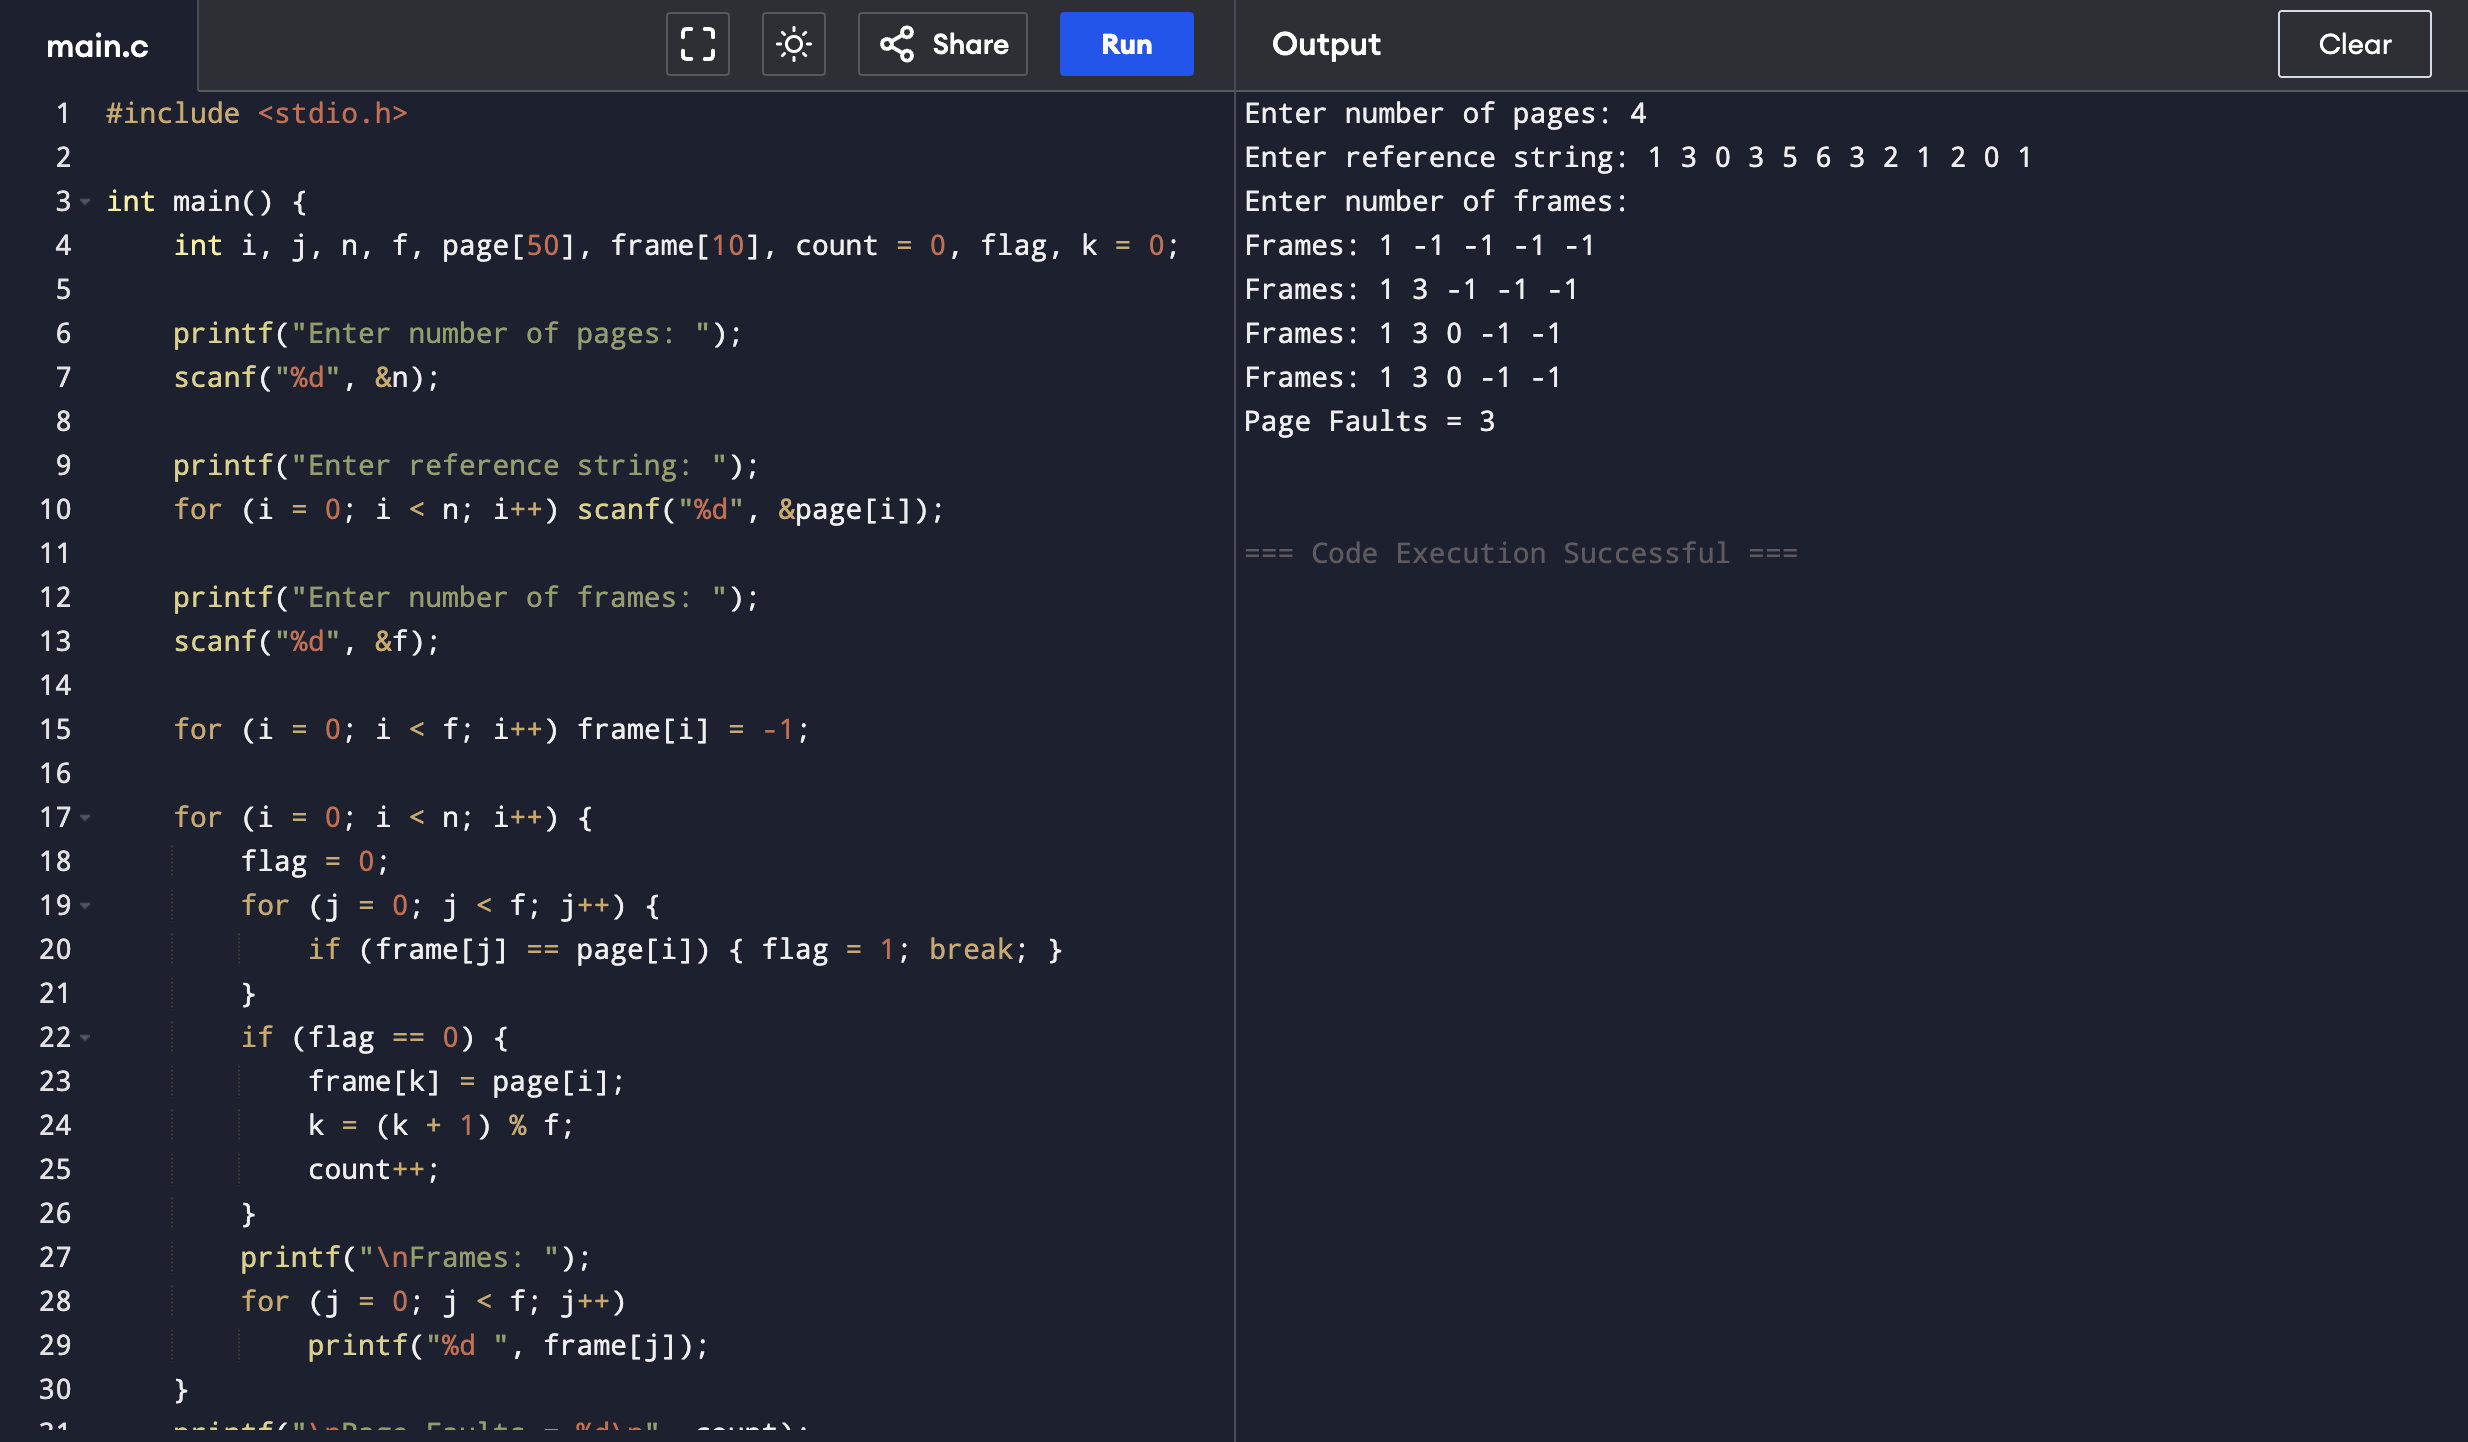 main.c
Share
Run
Output
Clear
1 #include <stdio.h>
2
3 int main() {
4 int i, j, n, f, page[50], frame[10], count = 0, flag, k = 0;
5
6 printf("Enter number of pages: ");
7 scanf("%d", &n);
8
9 printf("Enter reference string: ");
10 for (i = 0; i < n; i++) scanf("%d", &page[i]);
11
12 printf("Enter number of frames: ");
13 scanf("%d", &f);
14
15 for (i = 0; i < f; i++) frame[i] = -1;
16
17 for (i = 0; i < n; i++) {
18 flag = 0;
19 for (j = 0; j < f; j++) {
20 if (frame[j] == page[i]) { flag = 1; break; }
21 }
22 if (flag == 0) {
23 frame[k] = page[i];
24 k = (k + 1) % f;
25 count++;
26 }
27 printf("\nFrames: ");
28 for (j = 0; j < f; j++)
29 printf("%d ", frame[j]);
30 }
31 printf("\nPage Faults = %d\n", count);
Enter number of pages: 4
Enter reference string: 1 3 0 3 5 6 3 2 1 2 0 1
Enter number of frames:
Frames: 1 -1 -1 -1 -1
Frames: 1 3 -1 -1 -1
Frames: 1 3 0 -1 -1
Frames: 1 3 0 -1 -1
Page Faults = 3
=== Code Execution Successful ===